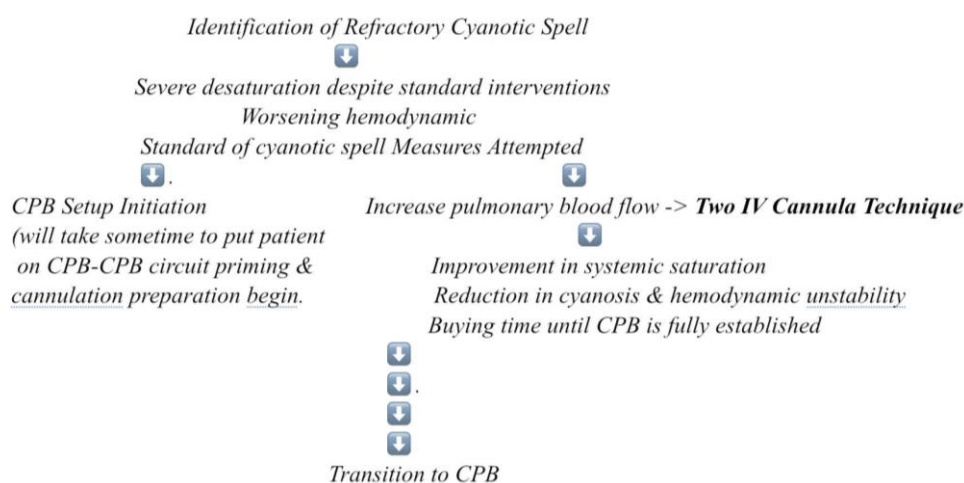 Identification of Refractory Cyanotic Spell
⬇️
Severe desaturation despite standard interventions
Worsening hemodynamic
Standard of cyanotic spell Measures Attempted
⬇️. ⬇️
CPB Setup Initiation
(will take sometime to put patient
on CPB-CPB circuit priming &
cannulation preparation begin.
Increase pulmonary blood flow -> Two IV Cannula Technique
⬇️
Improvement in systemic saturation
Reduction in cyanosis & hemodynamic unstability
Buying time until CPB is fully established
⬇️
⬇️.
⬇️
⬇️
Transition to CPB